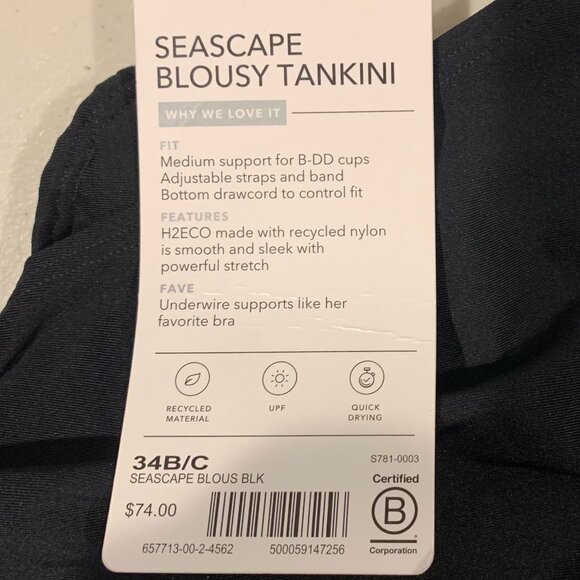 SEASCAPE
BLOUSY TANKINI
WHY WE LOVE IT
FIT
Medium support for B-DD cups
Adjustable straps and band
Bottom drawcord to control fit
FEATURES
H2ECO made with recycled nylon
is smooth and sleek with
powerful stretch
FAVE
Underwire supports like her
favorite bra
RECYCLED
MATERIAL
UPF
QUICK
DRYING
34B/C
S781-0003
SEASCAPE BLOUS BLK
Certified
$74.00
B
Corporation
657713-00-2-4562
500059147256